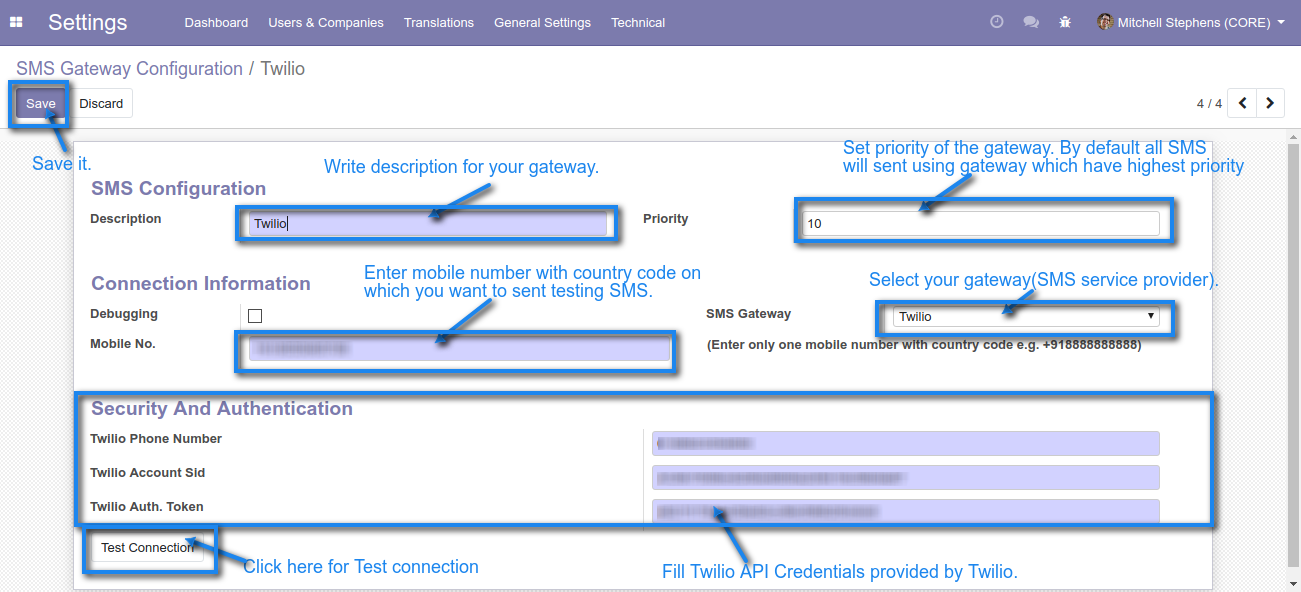 Settings Dashboard Users & Companies Translations General Settings Technical Mitchell Stephens (CORE)
SMS Gateway Configuration / Twilio
Save Discard 4 / 4
Save it.
Write description for your gateway.
Set priority of the gateway. By default all SMS
will sent using gateway which have highest priority
SMS Configuration
Description Twilio Priority 10
Enter mobile number with country code on
which you want to sent testing SMS.
Select your gateway(SMS service provider).
Connection Information
Debugging SMS Gateway Twilio
Mobile No. (Enter only one mobile number with country code e.g. +918888888888)
Security And Authentication
Twilio Phone Number
Twilio Account Sid
Twilio Auth. Token
Test Connection
Click here for Test connection
Fill Twilio API Credentials provided by Twilio.